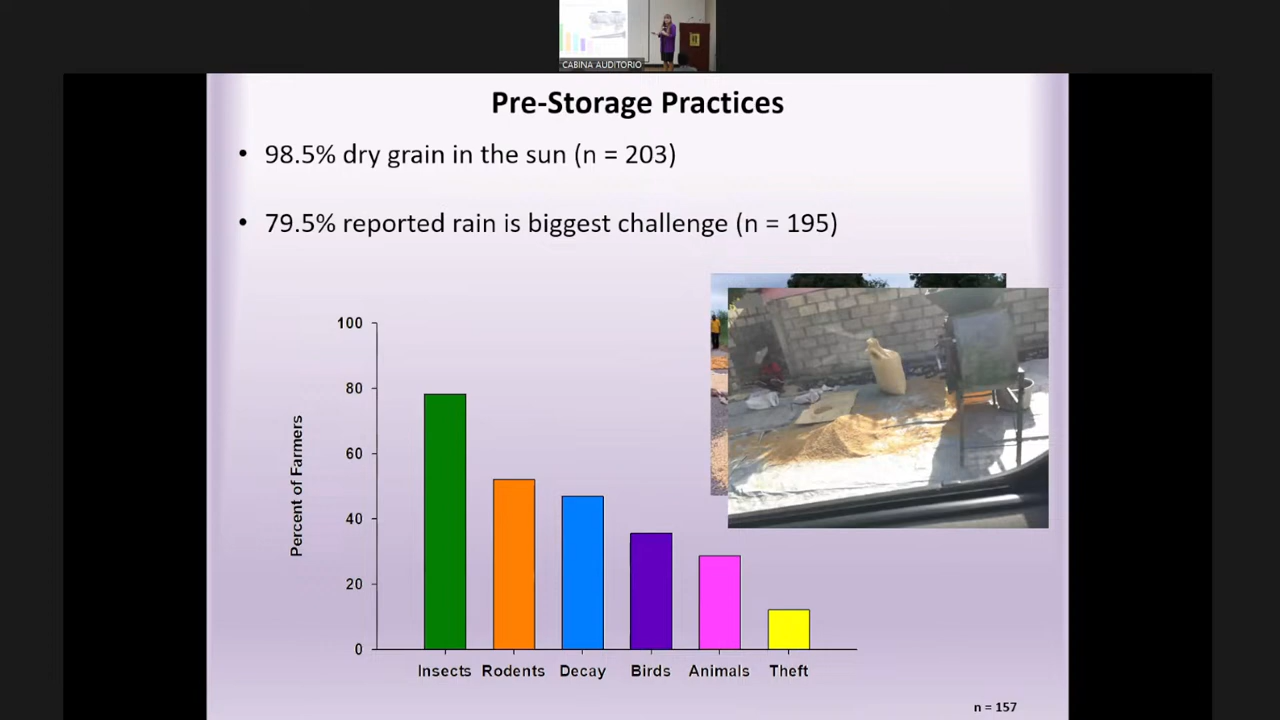 CABINA AUDITORIO
Pre-Storage Practices
• 98.5% dry grain in the sun (n = 203)
• 79.5% reported rain is biggest challenge (n = 195)
Percent of Farmers
100
80
60
40
20
0
Insects Rodents Decay Birds Animals Theft
n = 157